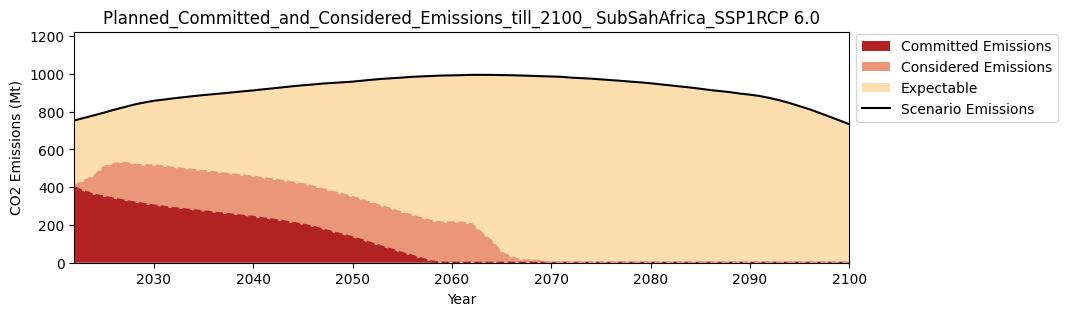 Planned_Committed_and_Considered_Emissions_till_2100_ SubSahAfrica_SSP1RCP 6.0
1200
1000
800
600
400
200
0
CO2 Emissions (Mt)
2030 2040 2050 2060 2070 2080 2090 2100
Year
Committed Emissions
Considered Emissions
Expectable
Scenario Emissions